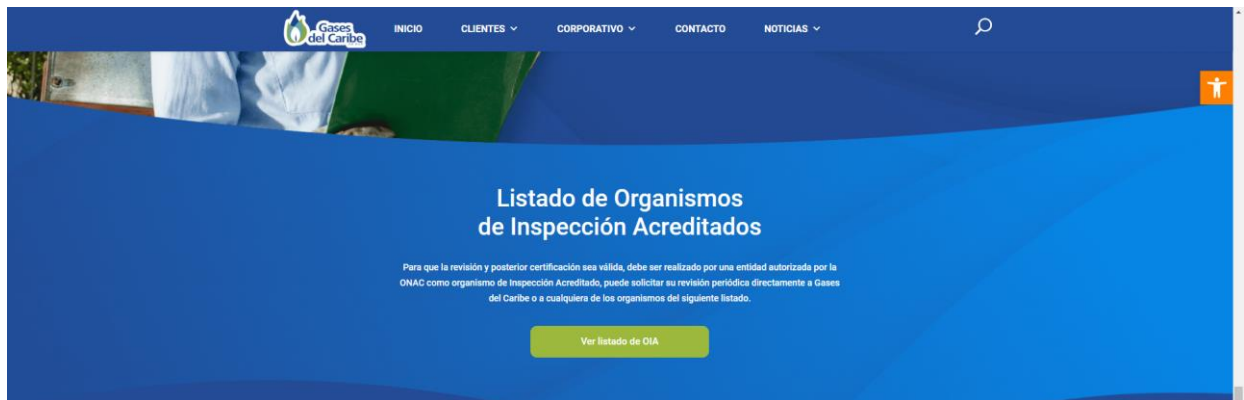 Gases
del Caribe
INICIO
CLIENTES
CORPORATIVO
CONTACTO
NOTICIAS
Listado de Organismos
de Inspección Acreditados
Para que la revisión y posterior certificación sea válida, debe ser realizado por una entidad autorizada por la
ONAC como organismo de Inspección Acreditado, puede solicitar su revisión periódica directamente a Gases
del Caribe o a cualquiera de los organismos del siguiente listado.
Ver listado de OIA